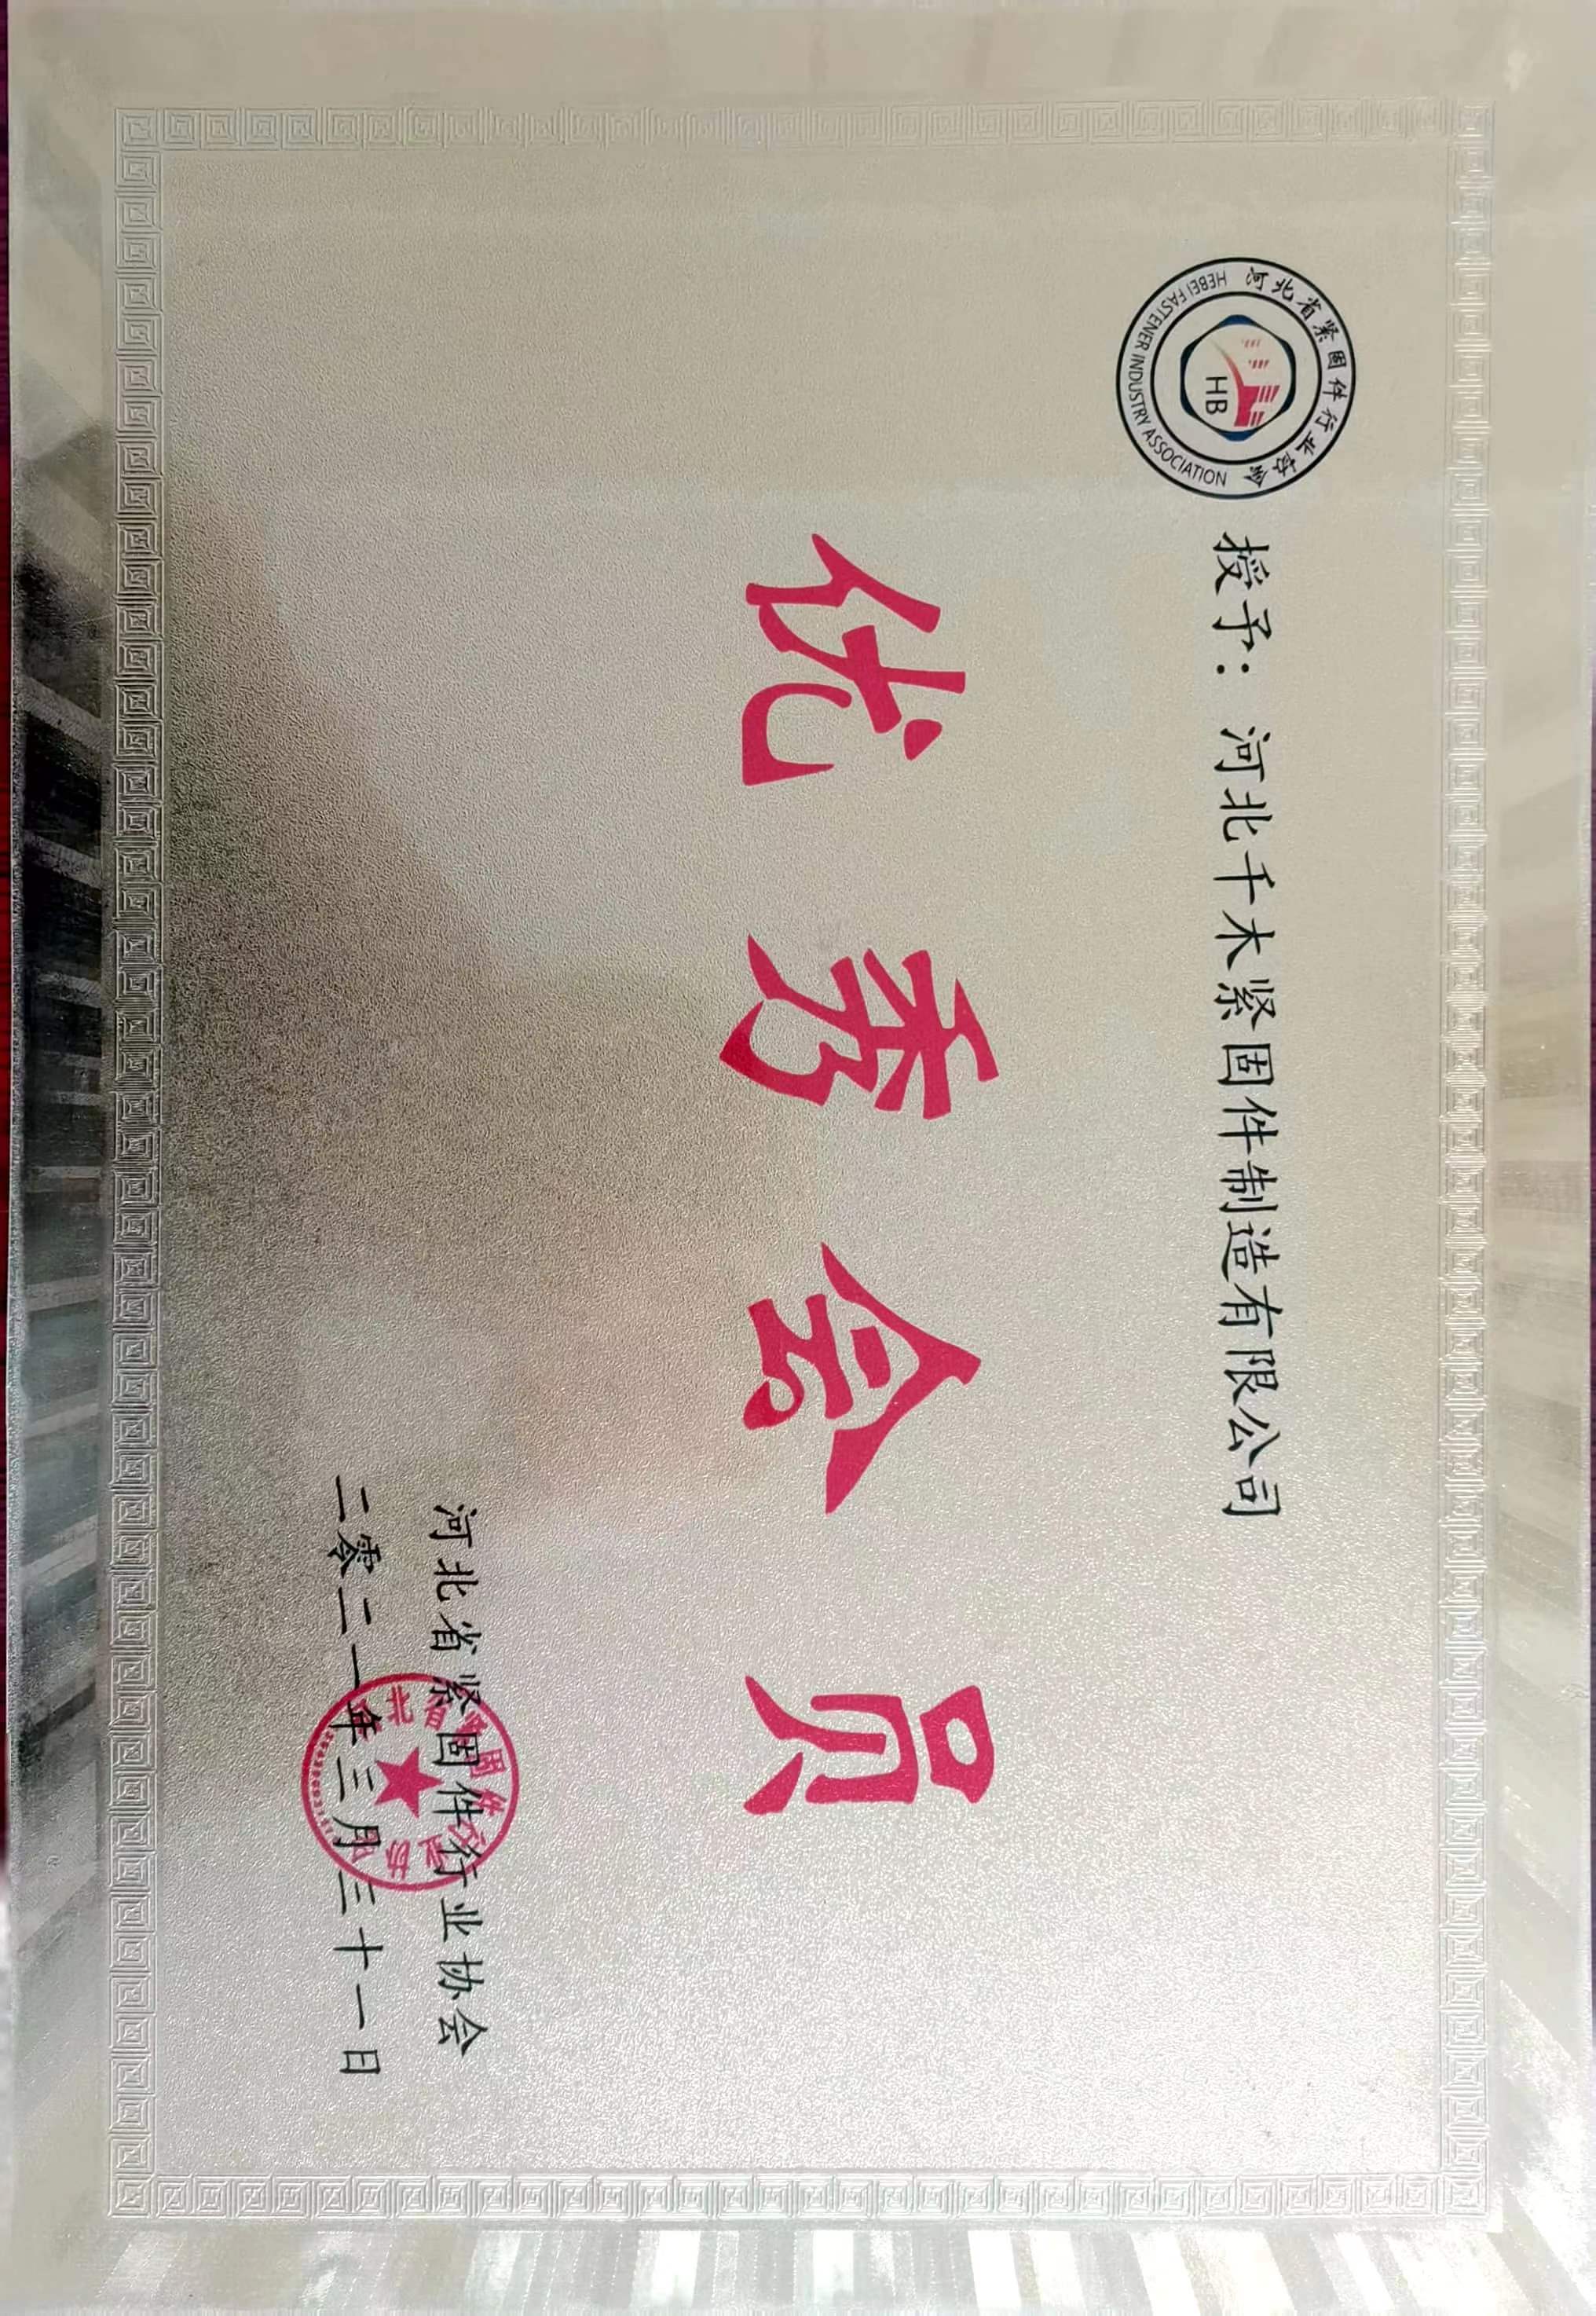 河北省紧固件行业协会
HEBEI FASTENER INDUSTRY ASSOCIATION
HB
授予：河北千木紧固件制造有限公司
优秀会员
河北省紧固件行业协会
二零二一年三月三十一日